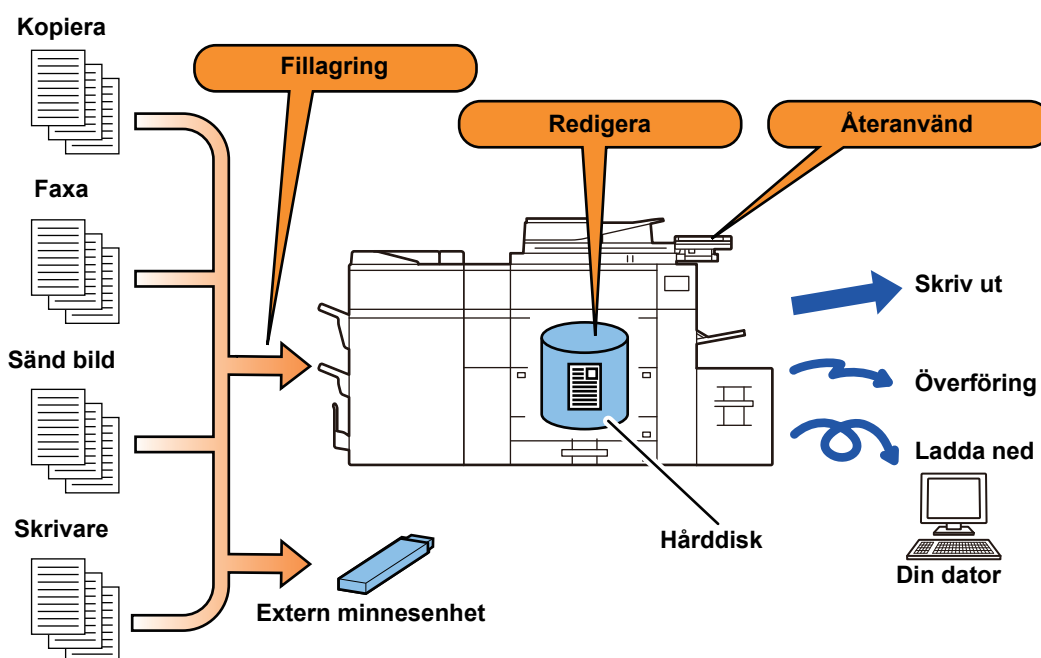 Kopiera
Fillagring
Redigera
Återanvänd
Faxa
Skriv ut
Sänd bild
Överföring
Ladda ned
Skrivare
Hårddisk
Din dator
Extern minnesenhet